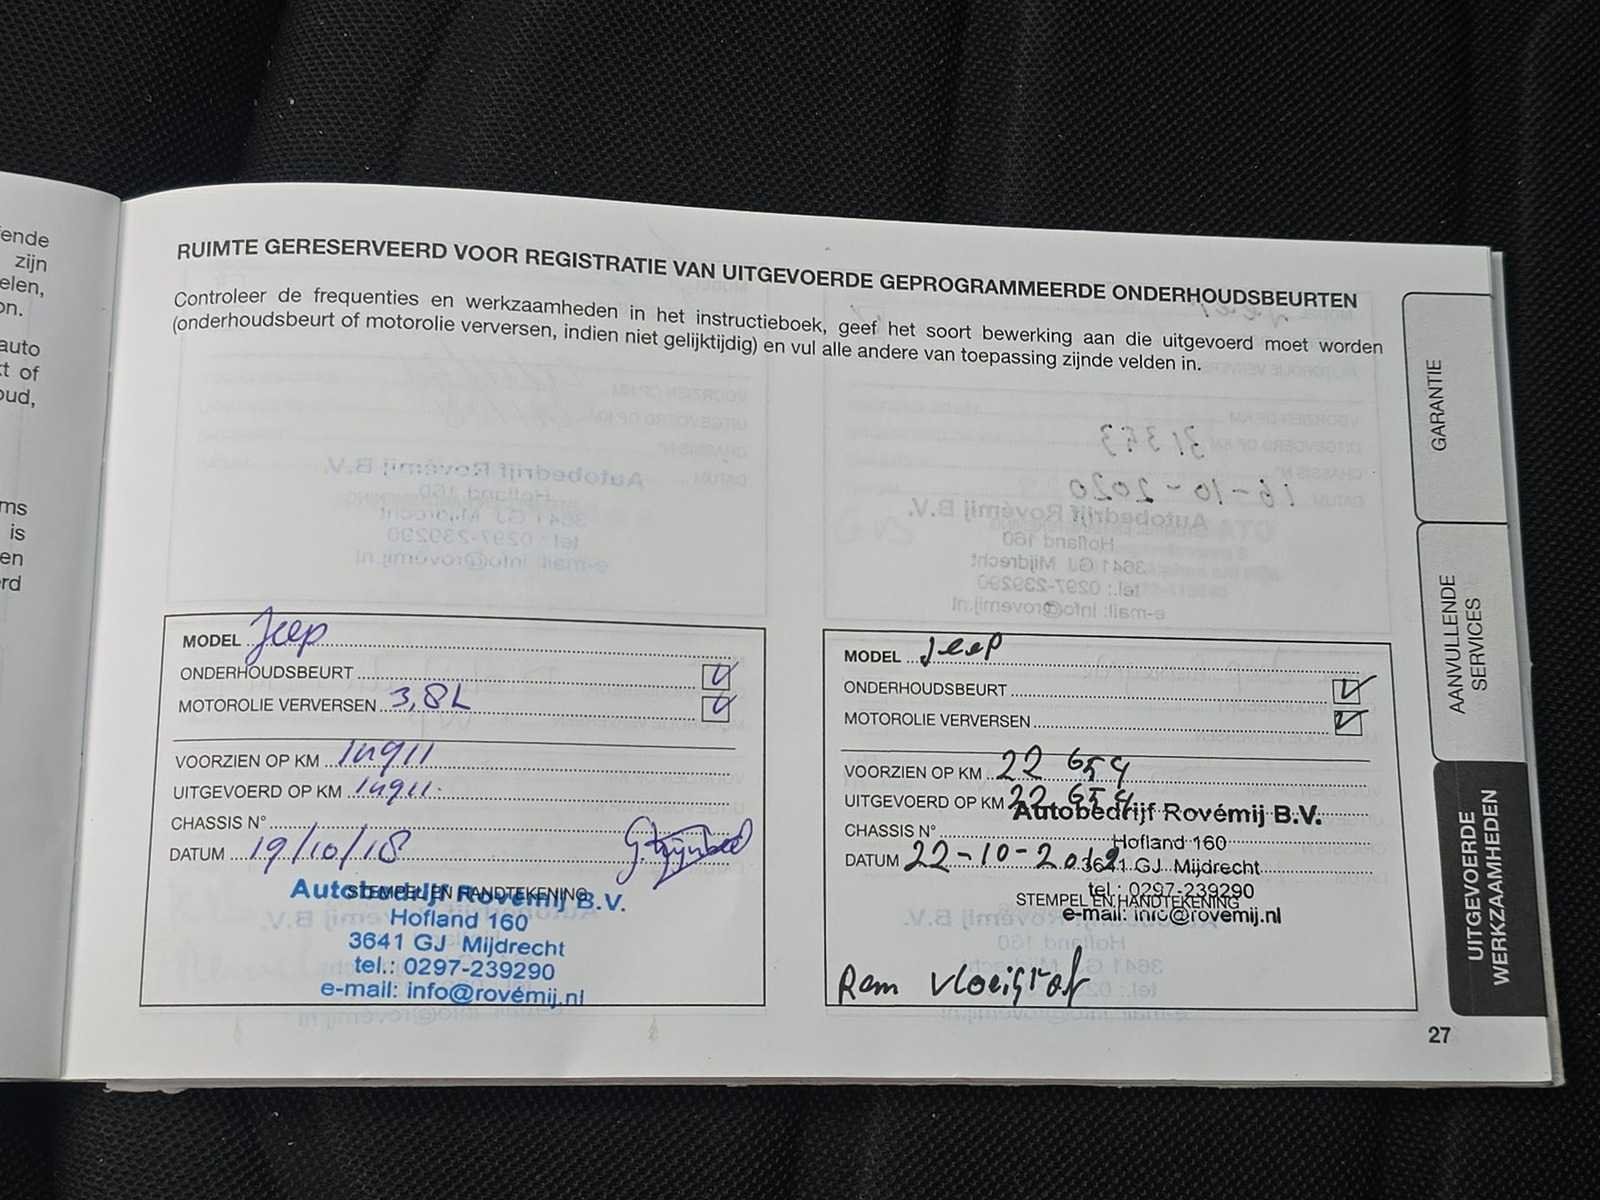 ende
zijn
elen,
on.
auto
kt of
oud,
ms
is
en
rd
RUIMTE GERESERVEERD VOOR REGISTRATIE VAN UITGEVOERDE GEPROGRAMMEERDE ONDERHOUDSBEURTEN
Controleer de frequenties en werkzaamheden in het instructieboek, geef het soort bewerking aan die uitgevoerd moet worden
(onderhoudsbeurt of motorolie verversen, indien niet gelijktijdig) en vul alle andere van toepassing zijnde velden in.
MODEL Jeep
ONDERHOUDSBEURT
MOTOROLIE VERVERSEN 3,8L
VOORZIEN OP KM 14911
UITGEVOERD OP KM 14911
CHASSIS N°
DATUM 19/10/18
STEMPEL EN HANDTEKENING
Autobedrijf Rovémij B.V.
Hofland 160
3641 GJ Mijdrecht
tel.: 0297-239290
e-mail: info@rovémij.nl
MODEL Jeep
ONDERHOUDSBEURT
MOTOROLIE VERVERSEN
VOORZIEN OP KM 22 654
UITGEVOERD OP KM 22 654
CHASSIS N°
DATUM 22-10-2019
STEMPEL EN HANDTEKENING
Autobedrijf Rovémij B.V.
Hofland 160
3641 GJ Mijdrecht
tel.: 0297-239290
e-mail: info@rovémij.nl
Rem vloeistof
GARANTIE
AANVULLENDE
SERVICES
UITGEVOERDE
WERKZAAMHEDEN
27